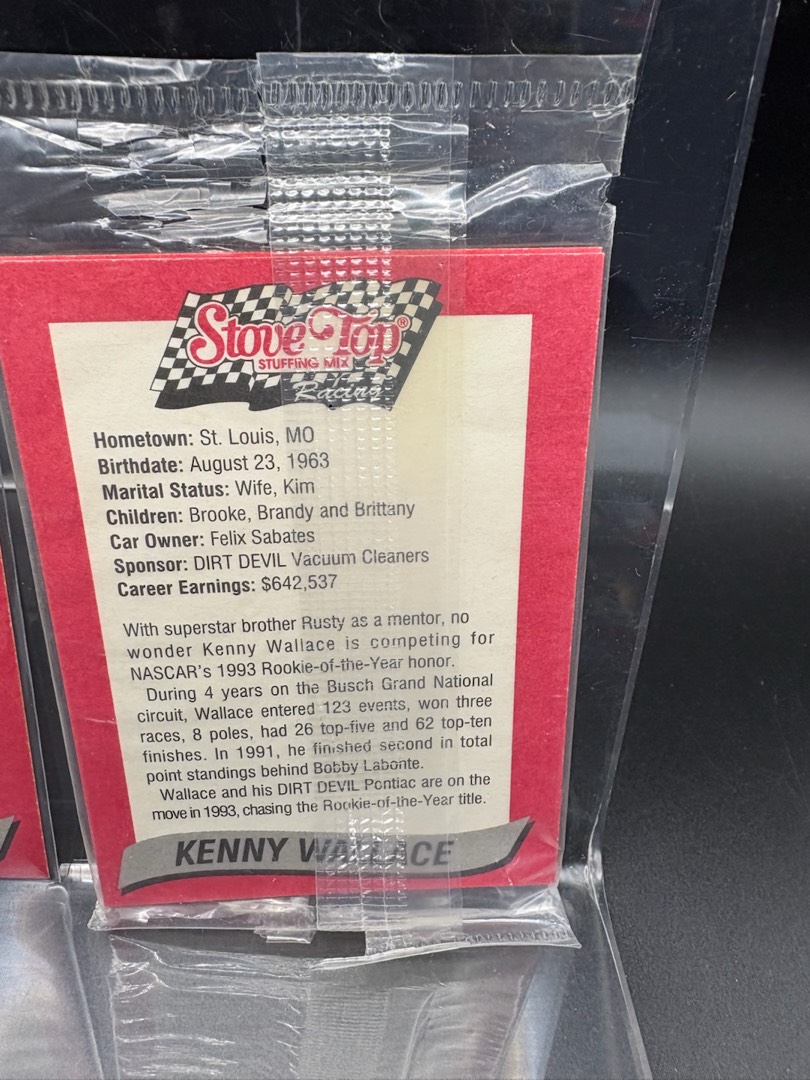 Stove Top®
STUFFING MIX
Racing
Hometown: St. Louis, MO
Birthdate: August 23, 1963
Marital Status: Wife, Kim
Children: Brooke, Brandy and Brittany
Car Owner: Felix Sabates
Sponsor: DIRT DEVIL Vacuum Cleaners
Career Earnings: $642,537
With superstar brother Rusty as a mentor, no
wonder Kenny Wallace is competing for
NASCAR's 1993 Rookie-of-the-Year honor.
During 4 years on the Busch Grand National
circuit, Wallace entered 123 events, won three
races, 8 poles, had 26 top-five and 62 top-ten
finishes. In 1991, he finished second in total
point standings behind Bobby Labonte.
Wallace and his DIRT DEVIL Pontiac are on the
move in 1993, chasing the Rookie-of-the-Year title.
KENNY WALLACE